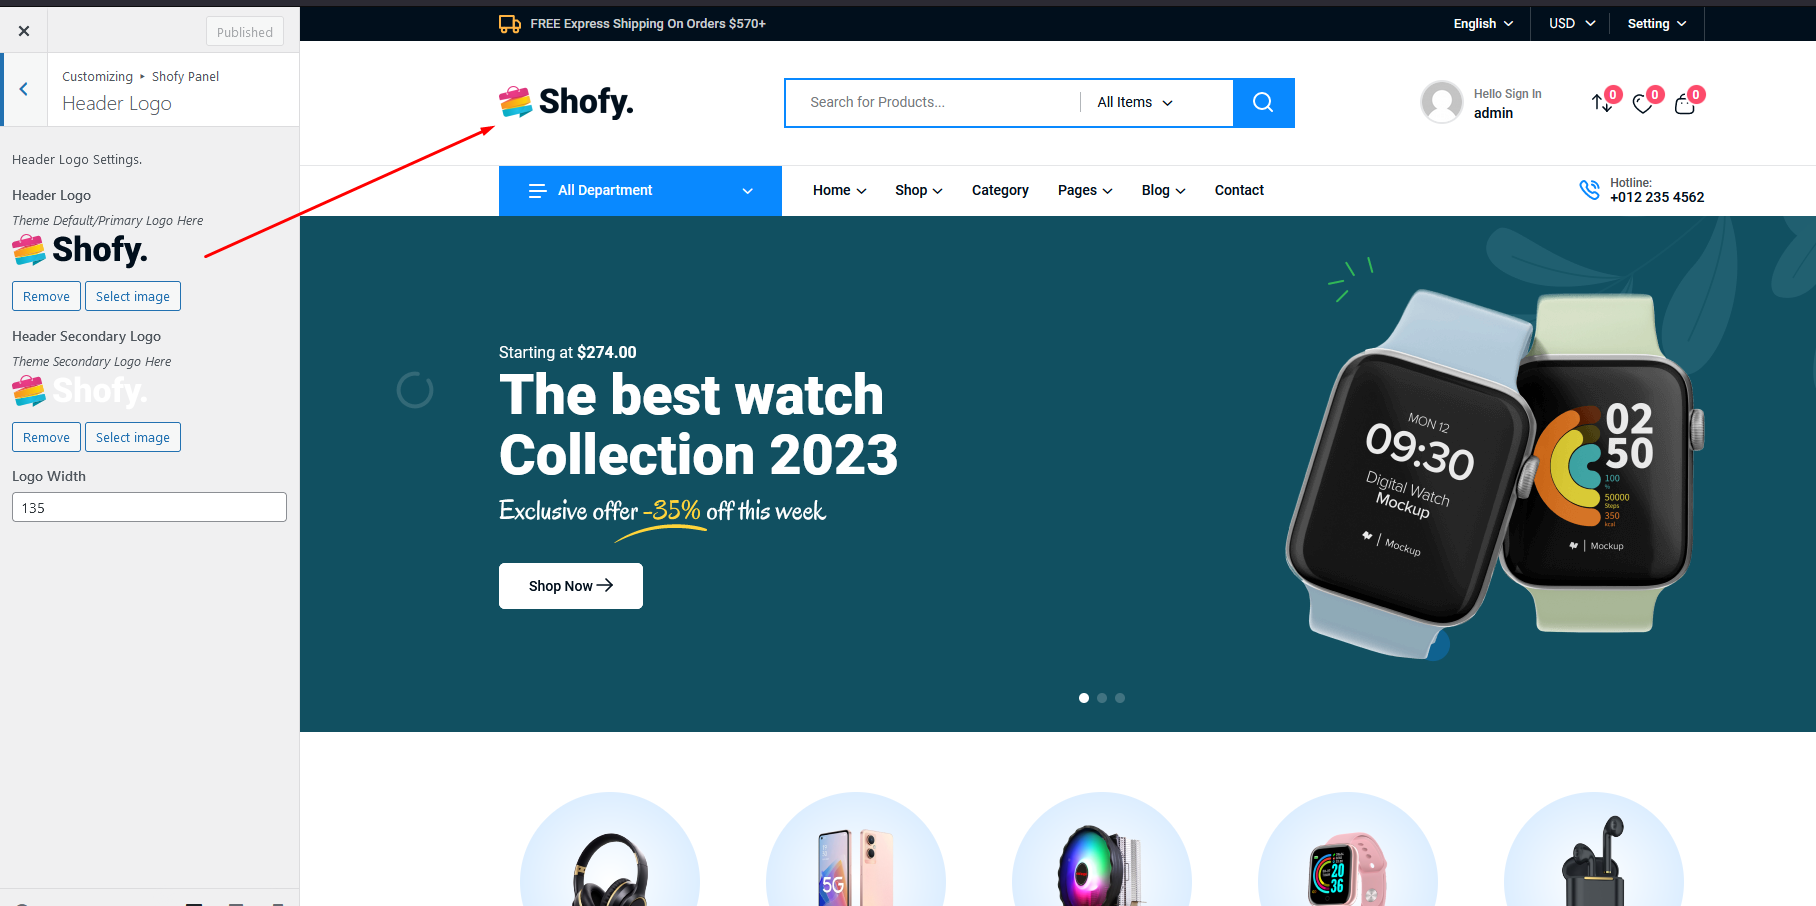 Published
Customizing ▸ Shofy Panel
Header Logo
Header Logo Settings.
Header Logo
Theme Default/Primary Logo Here
Shofy.
Remove
Select image
Header Secondary Logo
Theme Secondary Logo Here
Shofy.
Remove
Select image
Logo Width
135
FREE Express Shipping On Orders $570+
English
USD
Setting
Shofy.
Search for Products...
All Items
Hello Sign In
admin
0
0
0
All Department
Home
Shop
Category
Pages
Blog
Contact
Hotline:
+012 235 4562
Starting at $274.00
The best watch
Collection 2023
Exclusive offer -35% off this week
Shop Now
MON 12
09:30
Digital Watch
Mockup
Mockup
02
50
100
%
50000
Steps
350
kcal
Mockup
5G
20
36